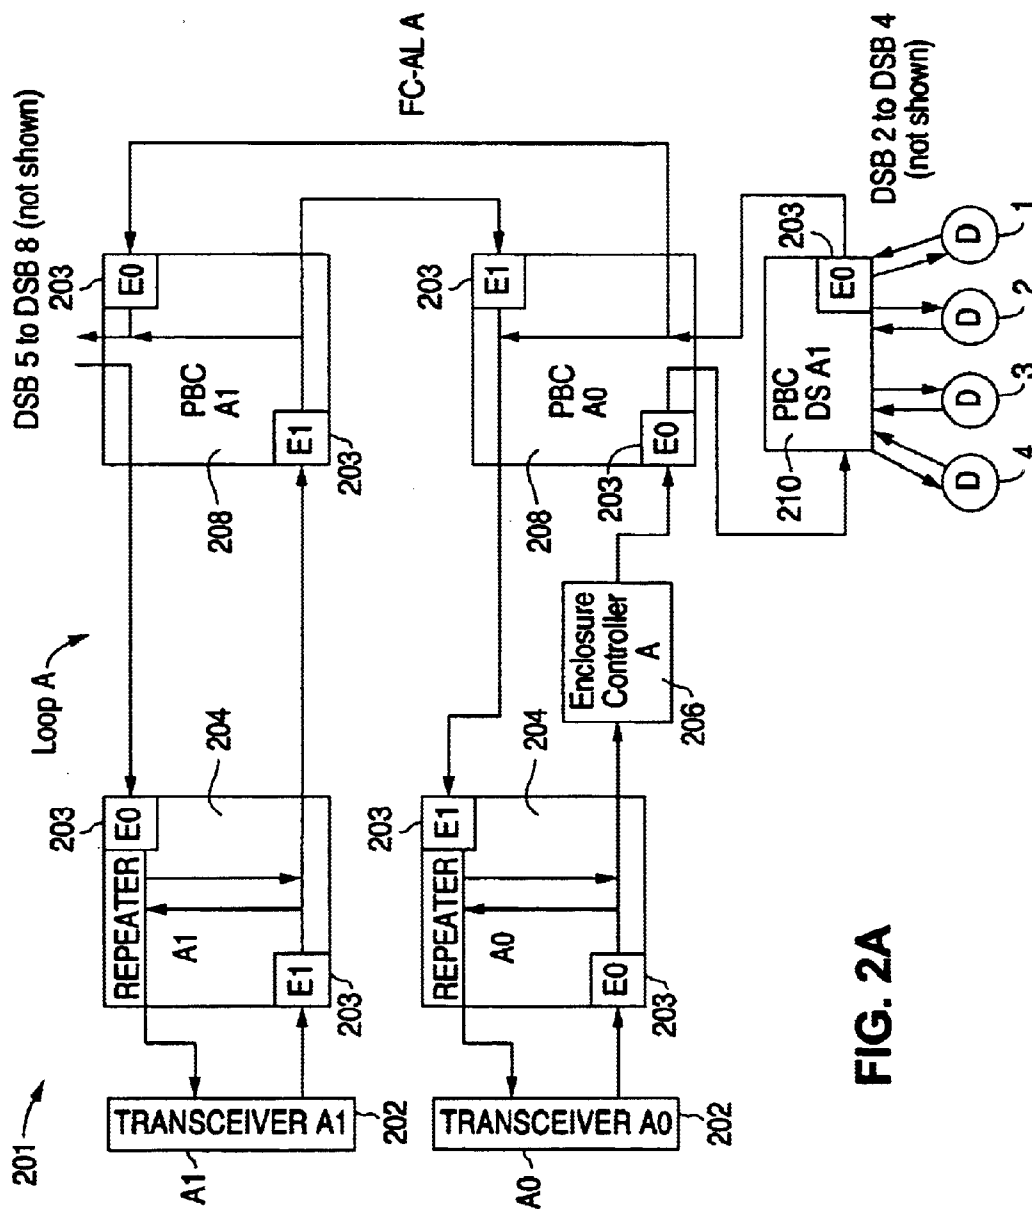 201
Loop A
DSB 5 to DSB 8 (not shown)
A1
TRANSCEIVER A1
202
203
REPEATER
E0
A1
E1
203
204
203
E0
PBC
A1
E1
203
208
FC-AL A
A0
TRANSCEIVER A0
202
203
REPEATER
E1
A0
E0
203
204
Enclosure
Controller
A
206
203
E1
PBC
A0
E0
203
208
210
PBC
DS A1
E0
203
DSB 2 to DSB 4
(not shown)
D
4
D
3
D
2
D
1
FIG. 2A